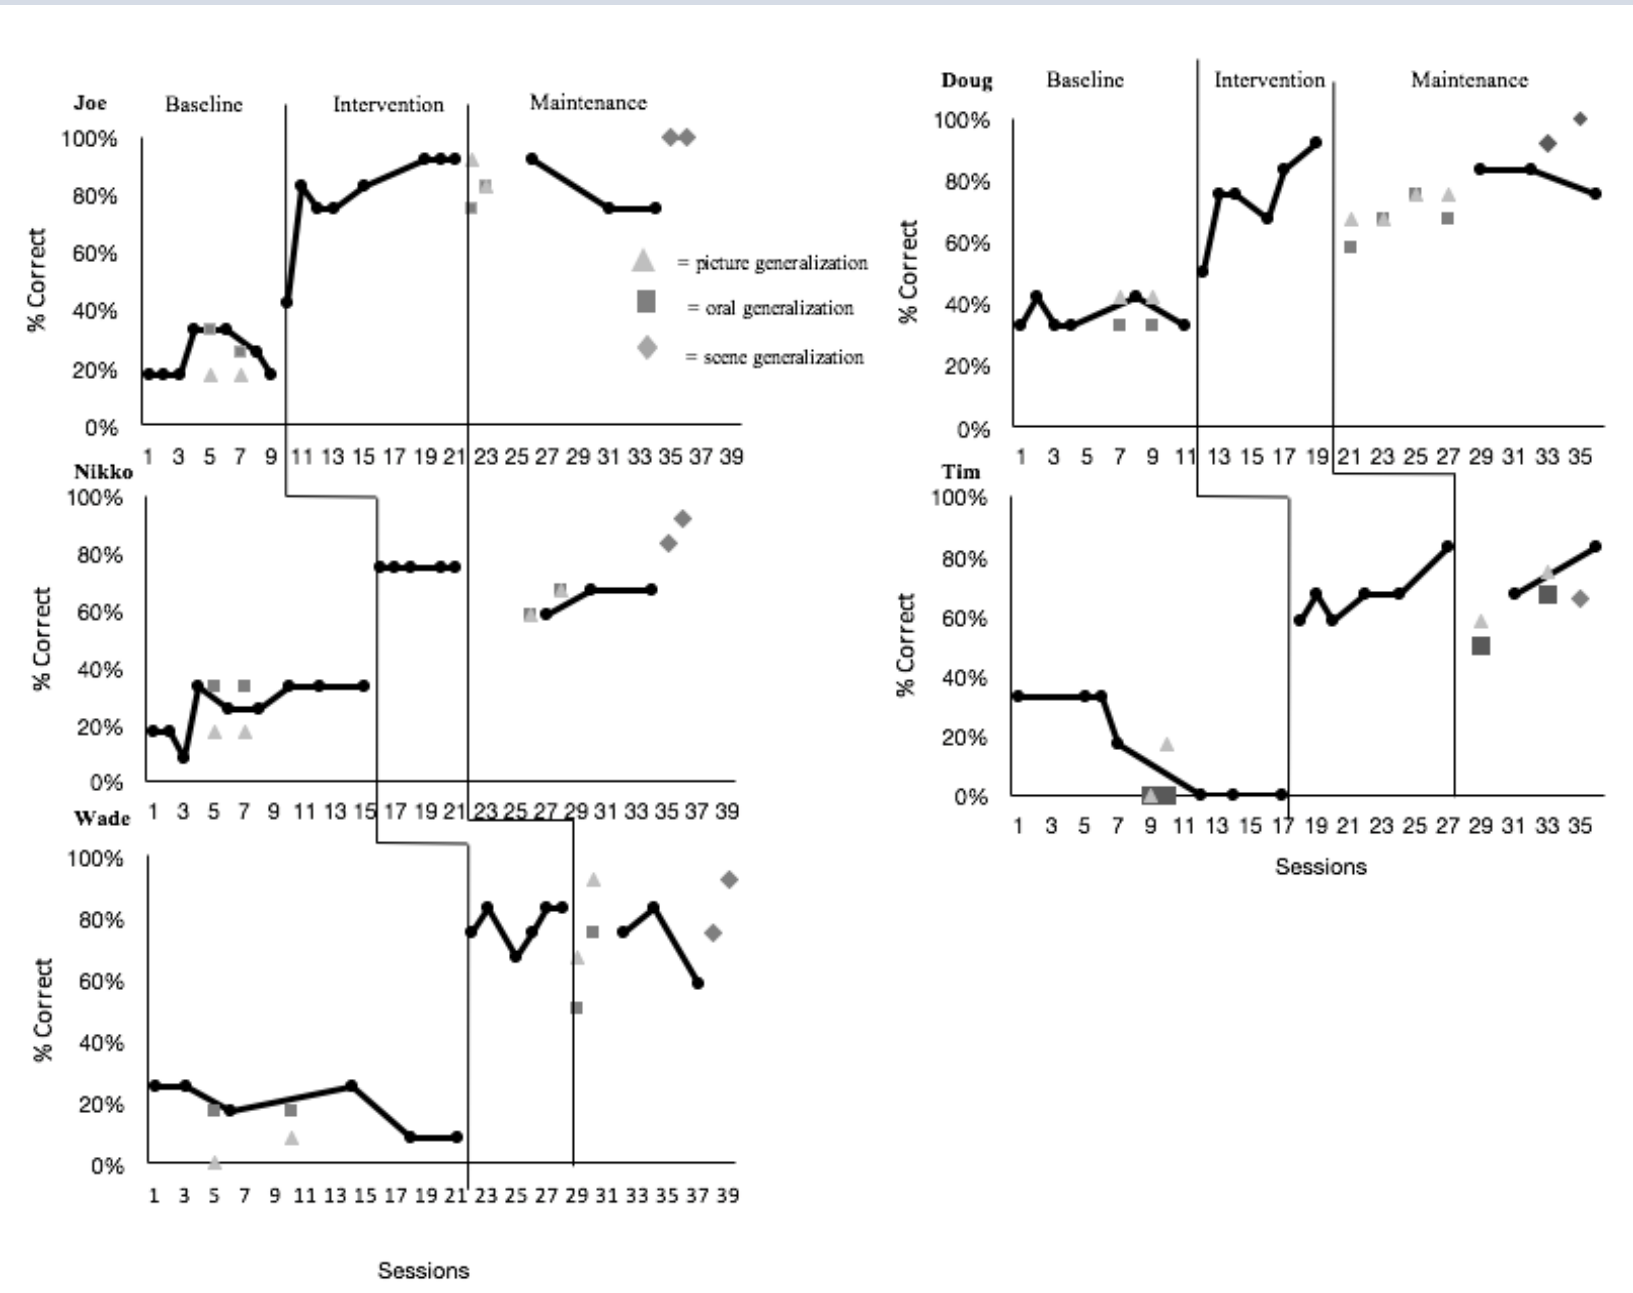 Joe
Baseline
Intervention
Maintenance
100%
80%
60%
40%
20%
0%
% Correct
= picture generalization
= oral generalization
= scene generalization
1 3 5 7 9 11 13 15 17 19 21 23 25 27 29 31 33 35 37 39
Nikko
100%
80%
60%
40%
20%
0%
% Correct
1 3 5 7 9 11 13 15 17 19 21 23 25 27 29 31 33 35 37 39
Wade
100%
80%
60%
40%
20%
0%
% Correct
1 3 5 7 9 11 13 15 17 19 21 23 25 27 29 31 33 35 37 39
Sessions
Doug
Baseline
Intervention
Maintenance
100%
80%
60%
40%
20%
0%
% Correct
1 3 5 7 9 11 13 15 17 19 21 23 25 27 29 31 33 35
Tim
100%
80%
60%
40%
20%
0%
% Correct
1 3 5 7 9 11 13 15 17 19 21 23 25 27 29 31 33 35
Sessions